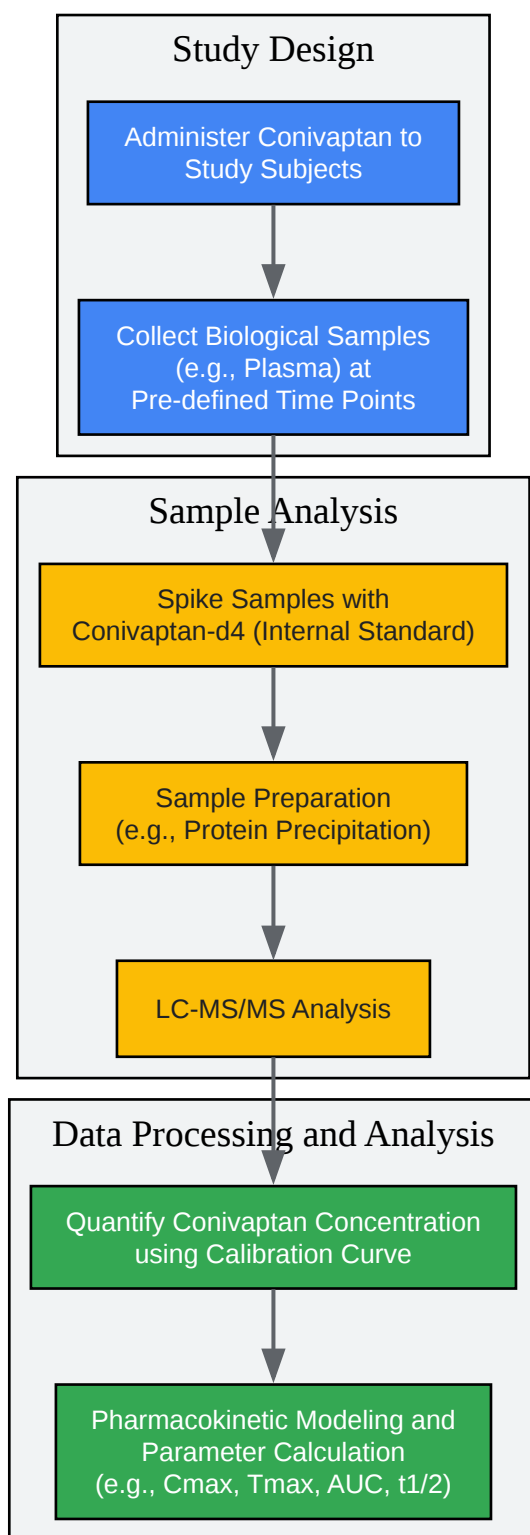 Study Design
Administer Conivaptan to
Study Subjects
Collect Biological Samples
(e.g., Plasma) at
Pre-defined Time Points
Sample Analysis
Spike Samples with
Conivaptan-d4 (Internal Standard)
Sample Preparation
(e.g., Protein Precipitation)
LC-MS/MS Analysis
Data Processing and Analysis
Quantify Conivaptan Concentration
using Calibration Curve
Pharmacokinetic Modeling and
Parameter Calculation
(e.g., Cmax, Tmax, AUC, t1/2)